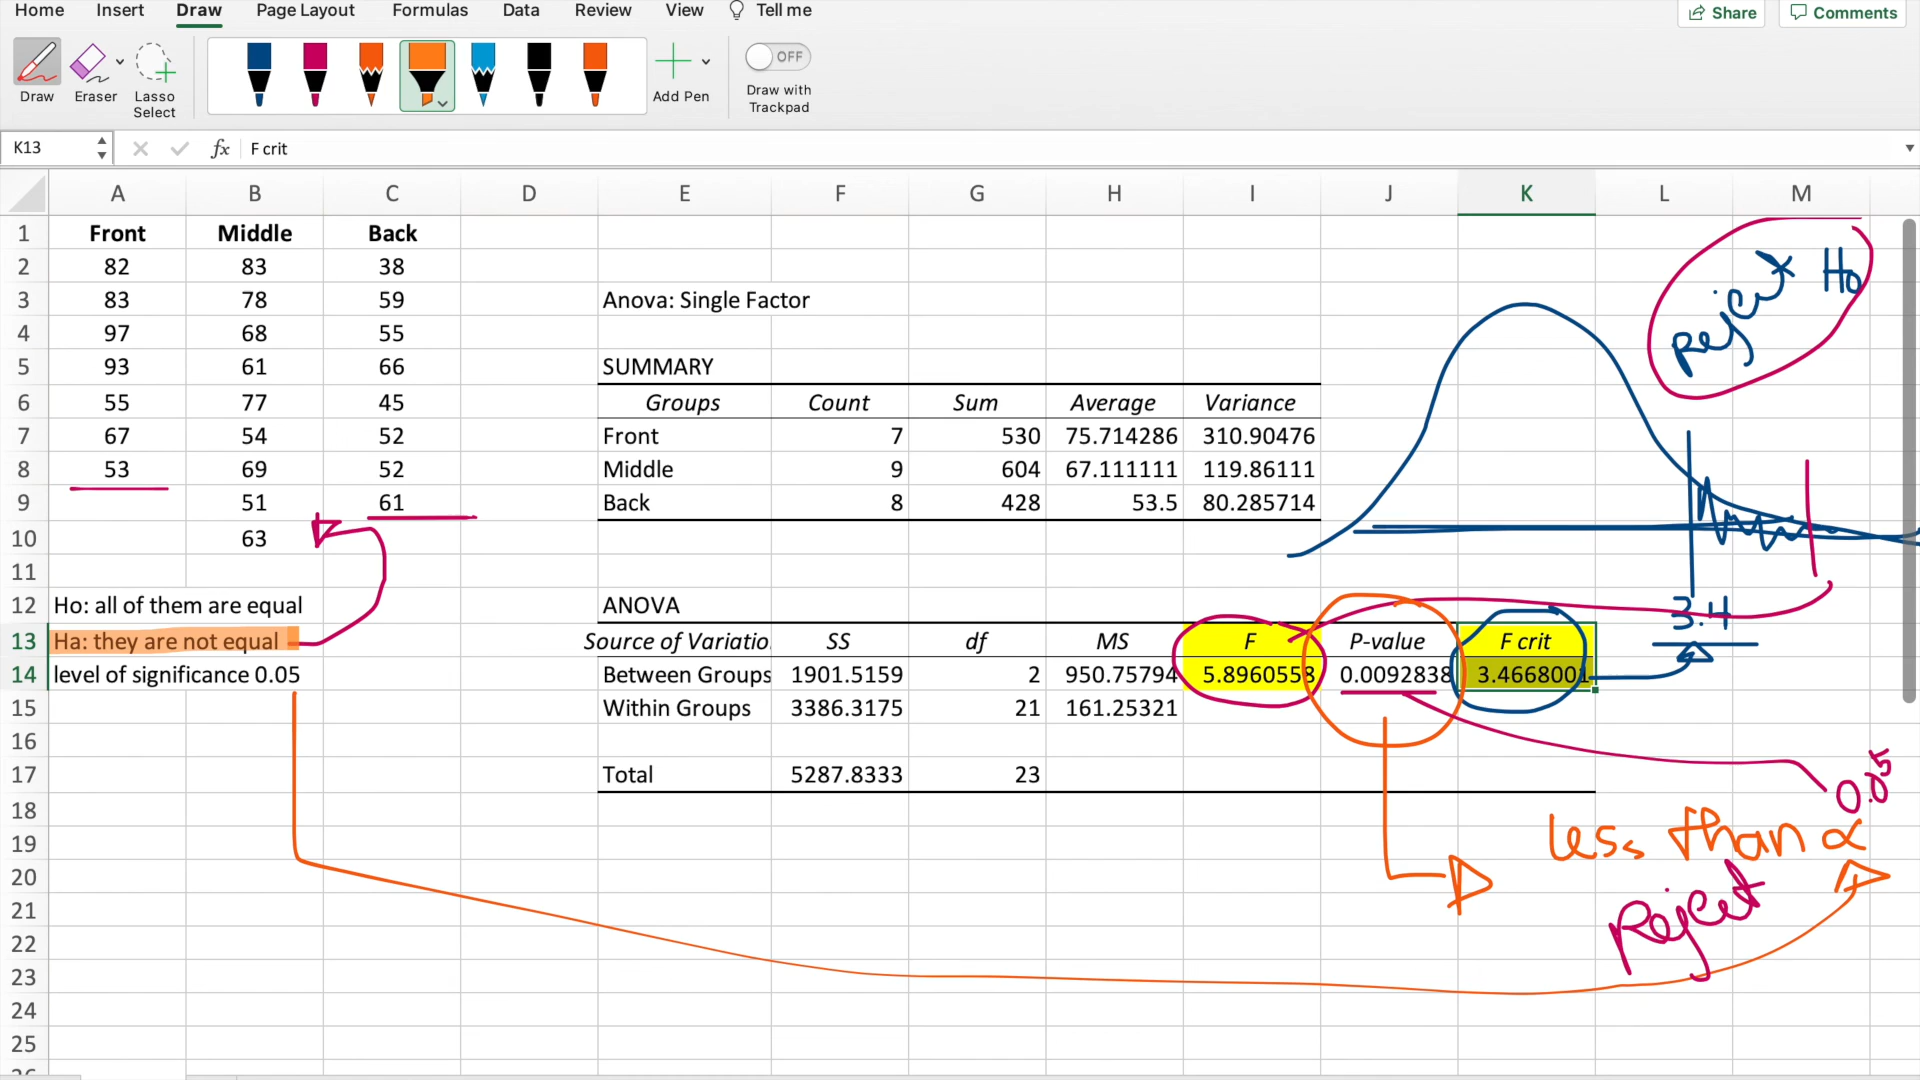 Home Insert Draw Page Layout Formulas Data Review View Tell me Share Comments
Draw Eraser Lasso Select Add Pen OFF Draw with Trackpad
K13 fx F crit
A B C D E F G H I J K L M
1 Front Middle Back
2 82 83 38
3 83 78 59 Anova: Single Factor
4 97 68 55
5 93 61 66 SUMMARY
6 55 77 45 Groups Count Sum Average Variance
7 67 54 52 Front 7 530 75.714286 310.90476
8 53 69 52 Middle 9 604 67.111111 119.86111
9 51 61 Back 8 428 53.5 80.285714
10 63
11
12 Ho: all of them are equal ANOVA
13 Ha: they are not equal Source of Variatio SS df MS F P-value F crit
14 level of significance 0.05 Between Groups 1901.5159 2 950.75794 5.8960558 0.0092838 3.4668001
15 Within Groups 3386.3175 21 161.25321
16
17 Total 5287.8333 23
18
19
20
21
22
23
24
25
Reject Ho
3.4
0.05
less than α
Reject